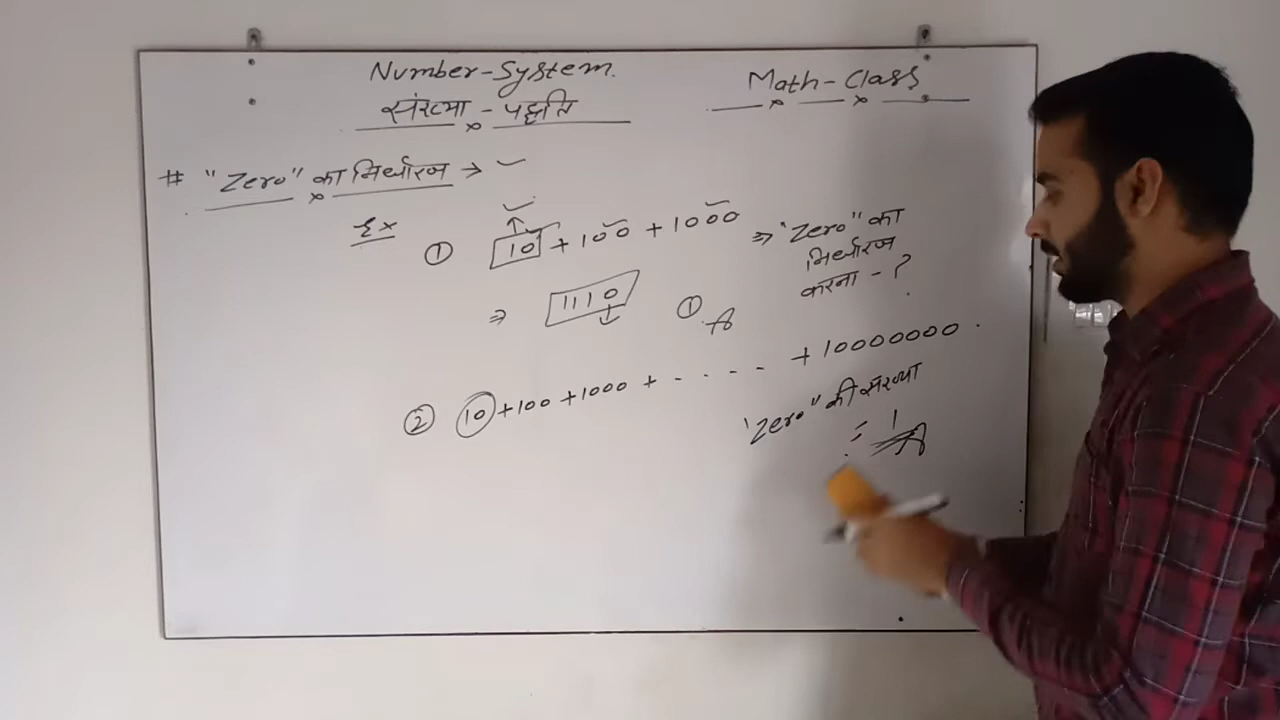 Number-System.
संख्या - पद्धति
Math-Class
# "Zero" का निर्धारण →
Ex
① 10 + 100 + 1000 ⇒ "Zero" का
निर्धारण
करना - ?
⇒ 1110 ①
② 10 + 100 + 1000 + - - - - + 10000000.
"Zero" की संख्या
= 1